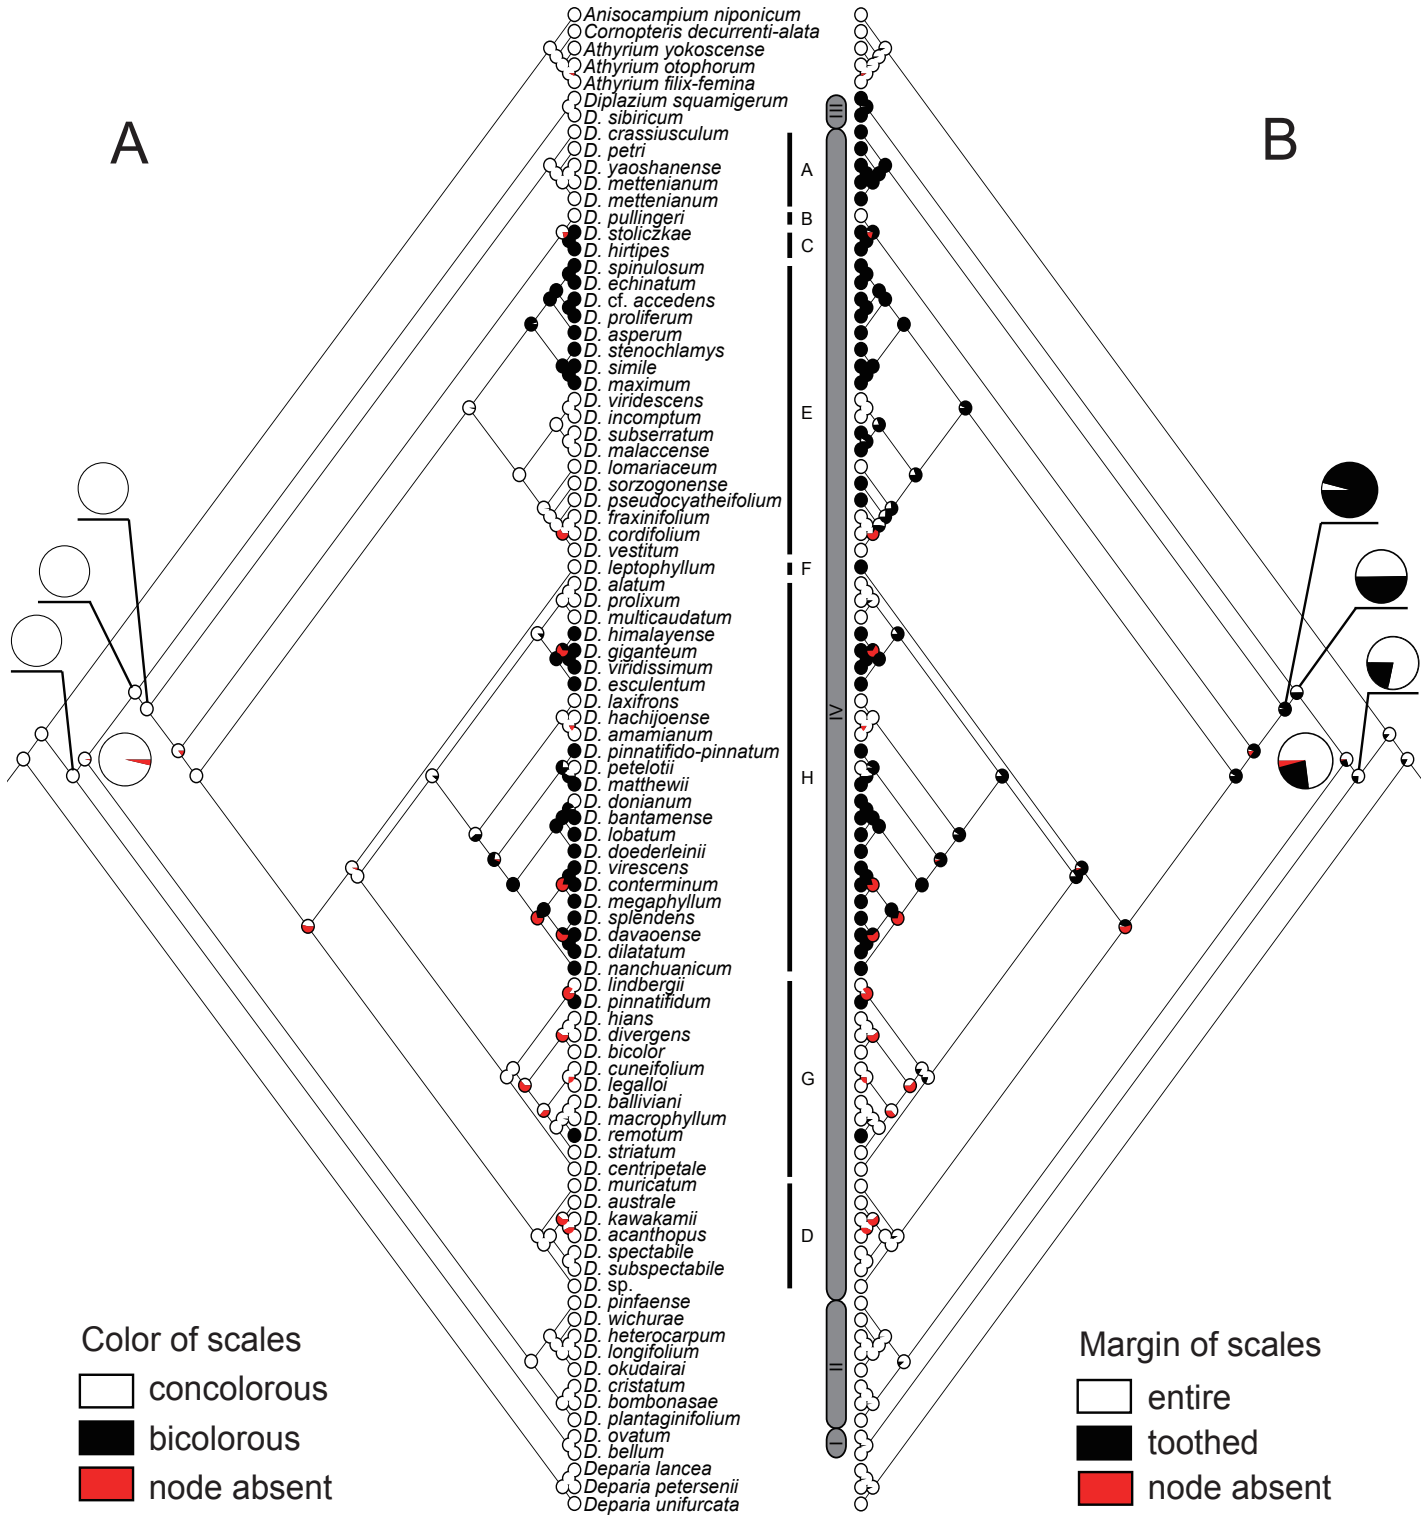 A
B
Anisocampium niponicum
Cornopteris decurrenti-alata
Athyrium yokoscense
Athyrium otophorum
Athyrium filix-femina
Diplazium squamigerum
D. sibiricum
D. crassiusculum
D. petri
D. yaoshanense
D. mettenianum
D. mettenianum
D. pullingeri
D. stoliczkae
D. hirtipes
D. spinulosum
D. echinatum
D. cf. accedens
D. proliferum
D. asperum
D. stenochlamys
D. simile
D. maximum
D. viridescens
D. incomptum
D. subserratum
D. malaccense
D. lomariaceum
D. sorzogonense
D. pseudocyatheifolium
D. fraxinifolium
D. cordifolium
D. vestitum
D. leptophyllum
D. alatum
D. prolixum
D. multicaudatum
D. himalayense
D. giganteum
D. viridissimum
D. esculentum
D. laxifrons
D. hachijoense
D. amamianum
D. pinnatifido-pinnatum
D. petelotii
D. matthewii
D. donianum
D. bantamense
D. lobatum
D. doederleinii
D. virescens
D. conterminum
D. megaphyllum
D. splendens
D. davaoense
D. dilatatum
D. nanchuanicum
D. lindbergii
D. pinnatifidum
D. hians
D. divergens
D. bicolor
D. cuneifolium
D. legalloi
D. balliviani
D. macrophyllum
D. remotum
D. striatum
D. centripetale
D. muricatum
D. australe
D. kawakamii
D. acanthopus
D. spectabile
D. subspectabile
D. sp.
D. pinfaense
D. wichurae
D. heterocarpum
D. longifolium
D. okudairai
D. cristatum
D. bombonasae
D. plantaginifolium
D. ovatum
D. bellum
Deparia lancea
Deparia petersenii
Deparia unifurcata
A
B
C
E
F
H
G
D
III
IV
II
I
Color of scales
concolorous
bicolorous
node absent
Margin of scales
entire
toothed
node absent